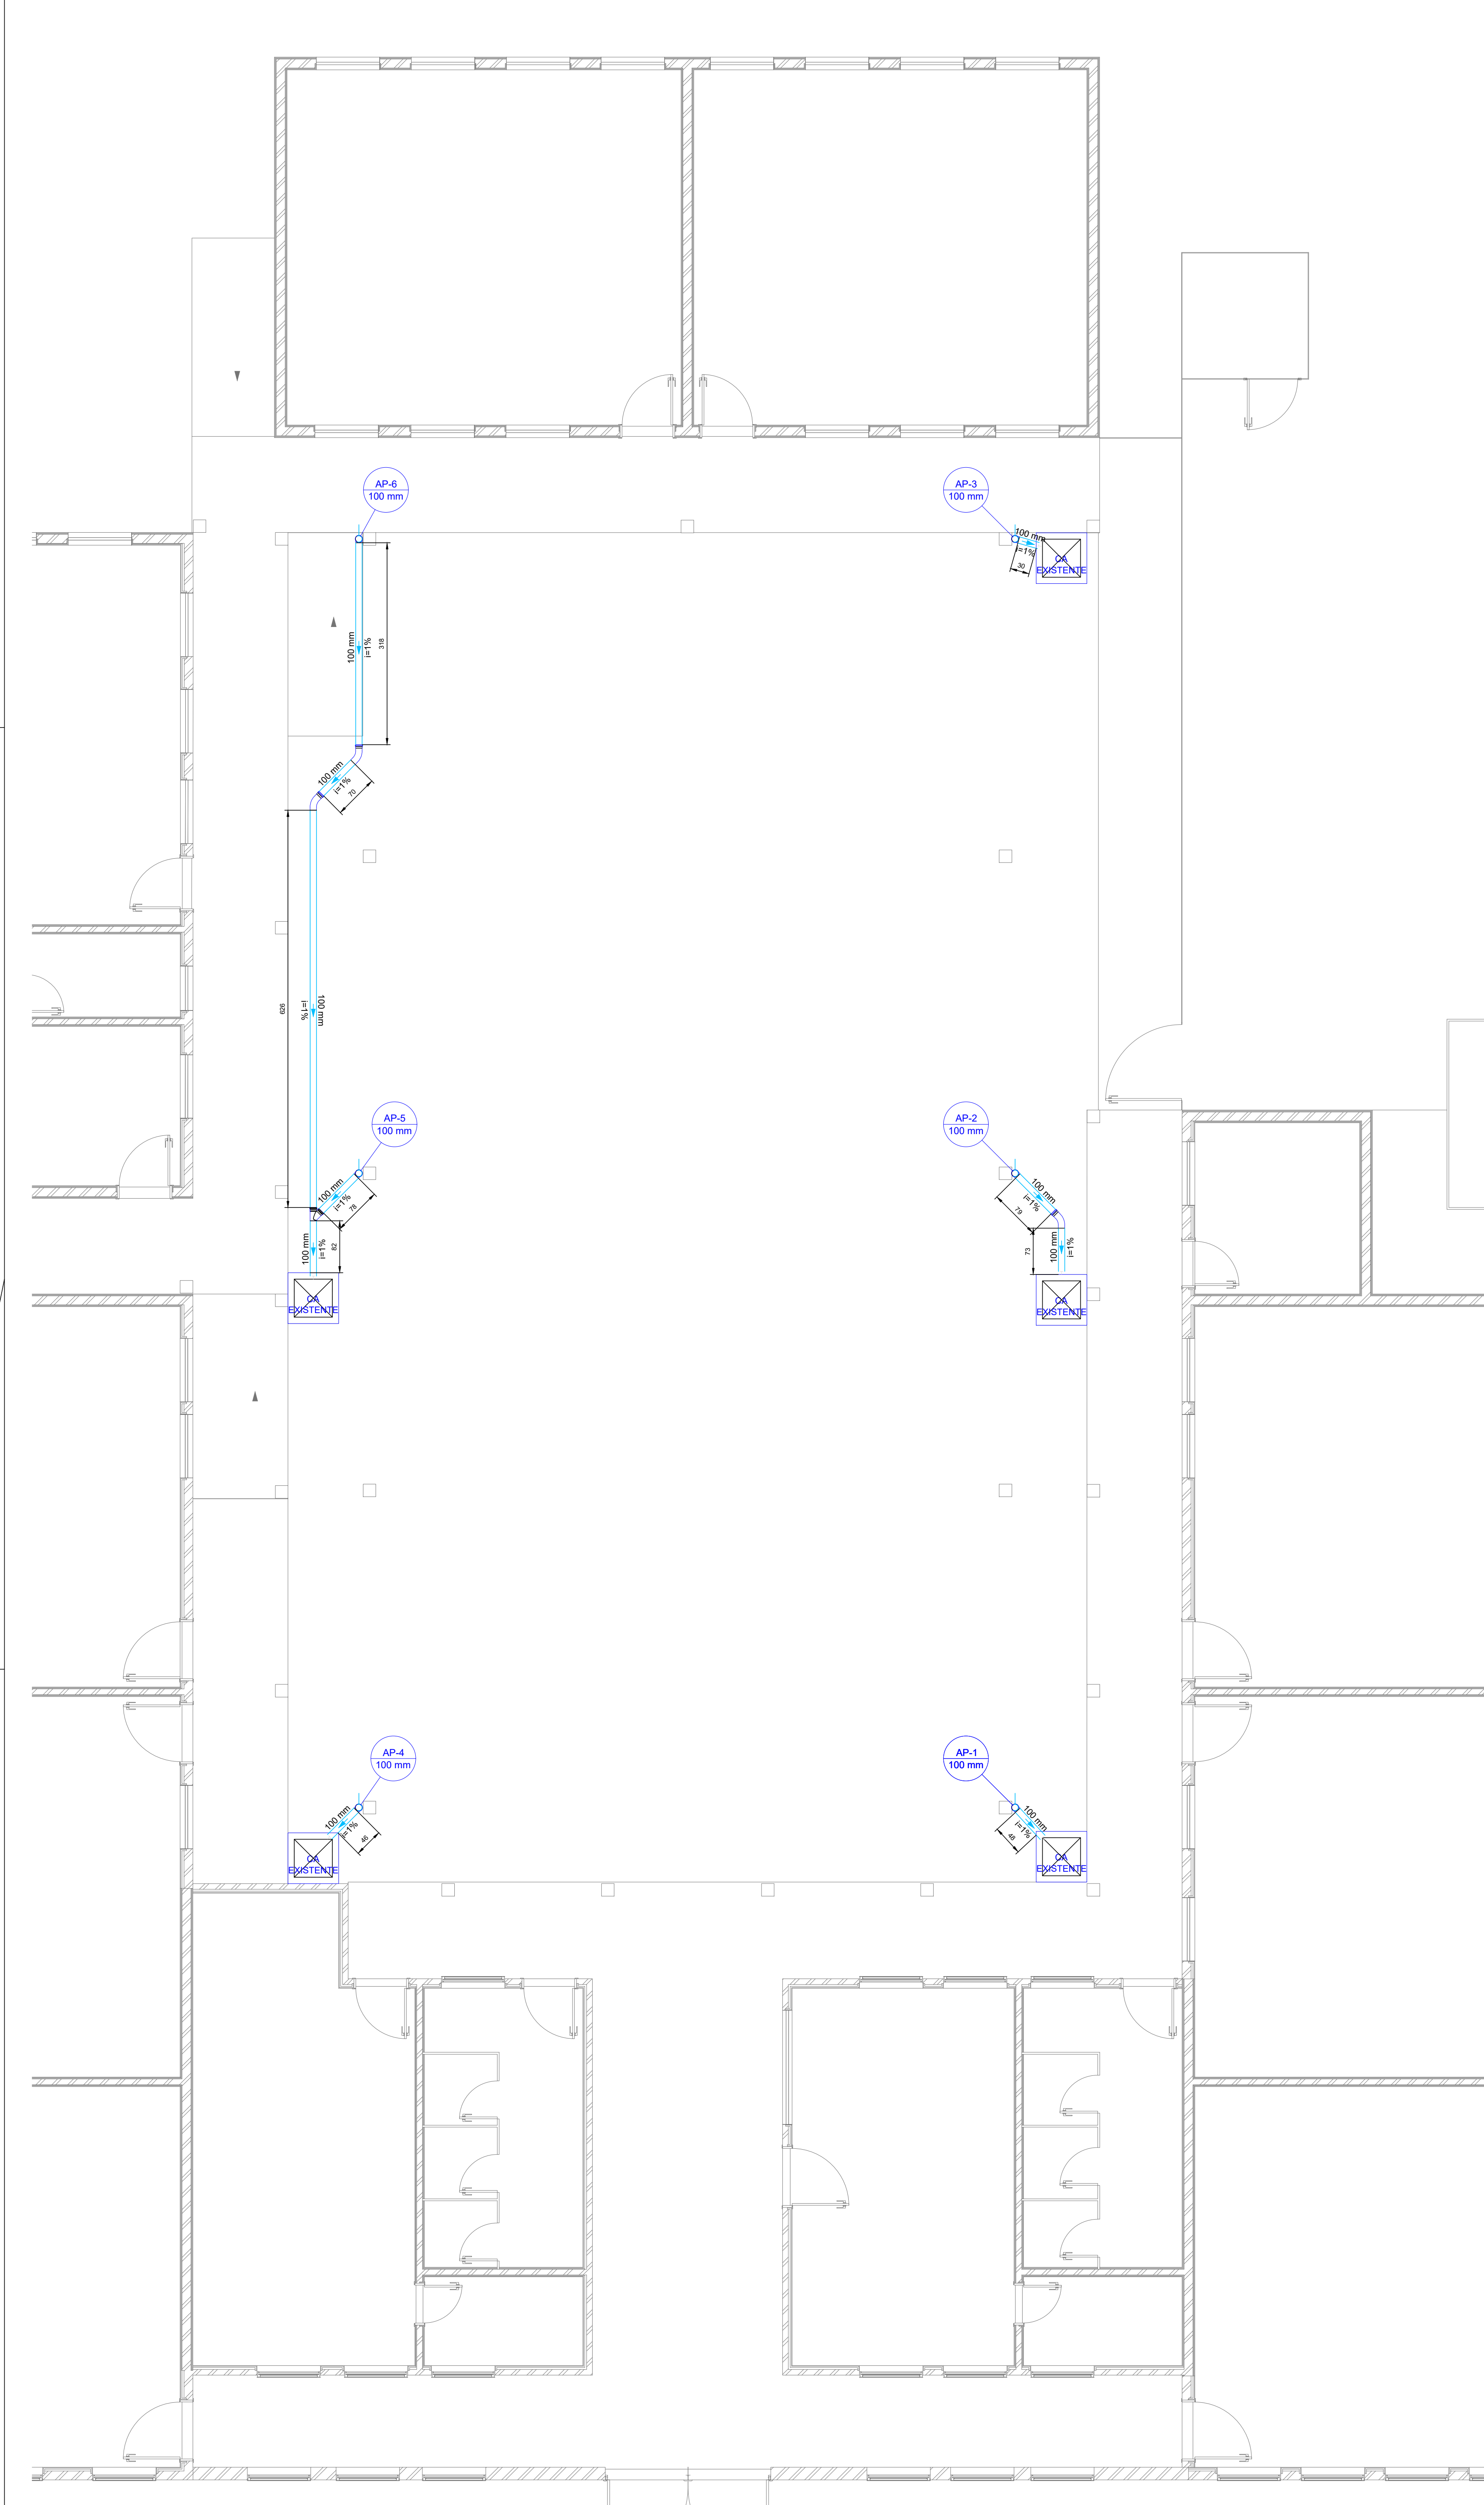 AP-6
100 mm
AP-3
100 mm
100 mm
i=1%
30
CA
EXISTENTE
100 mm
i=1%
318
100 mm
i=1%
70
626
i=1%
100 mm
AP-5
100 mm
AP-2
100 mm
100 mm
i=1%
78
100 mm
i=1%
79
100 mm
i=1%
82
73
100 mm
i=1%
CA
EXISTENTE
CA
EXISTENTE
AP-4
100 mm
AP-1
100 mm
100 mm
i=1%
46
100 mm
i=1%
48
CA
EXISTENTE
CA
EXISTENTE